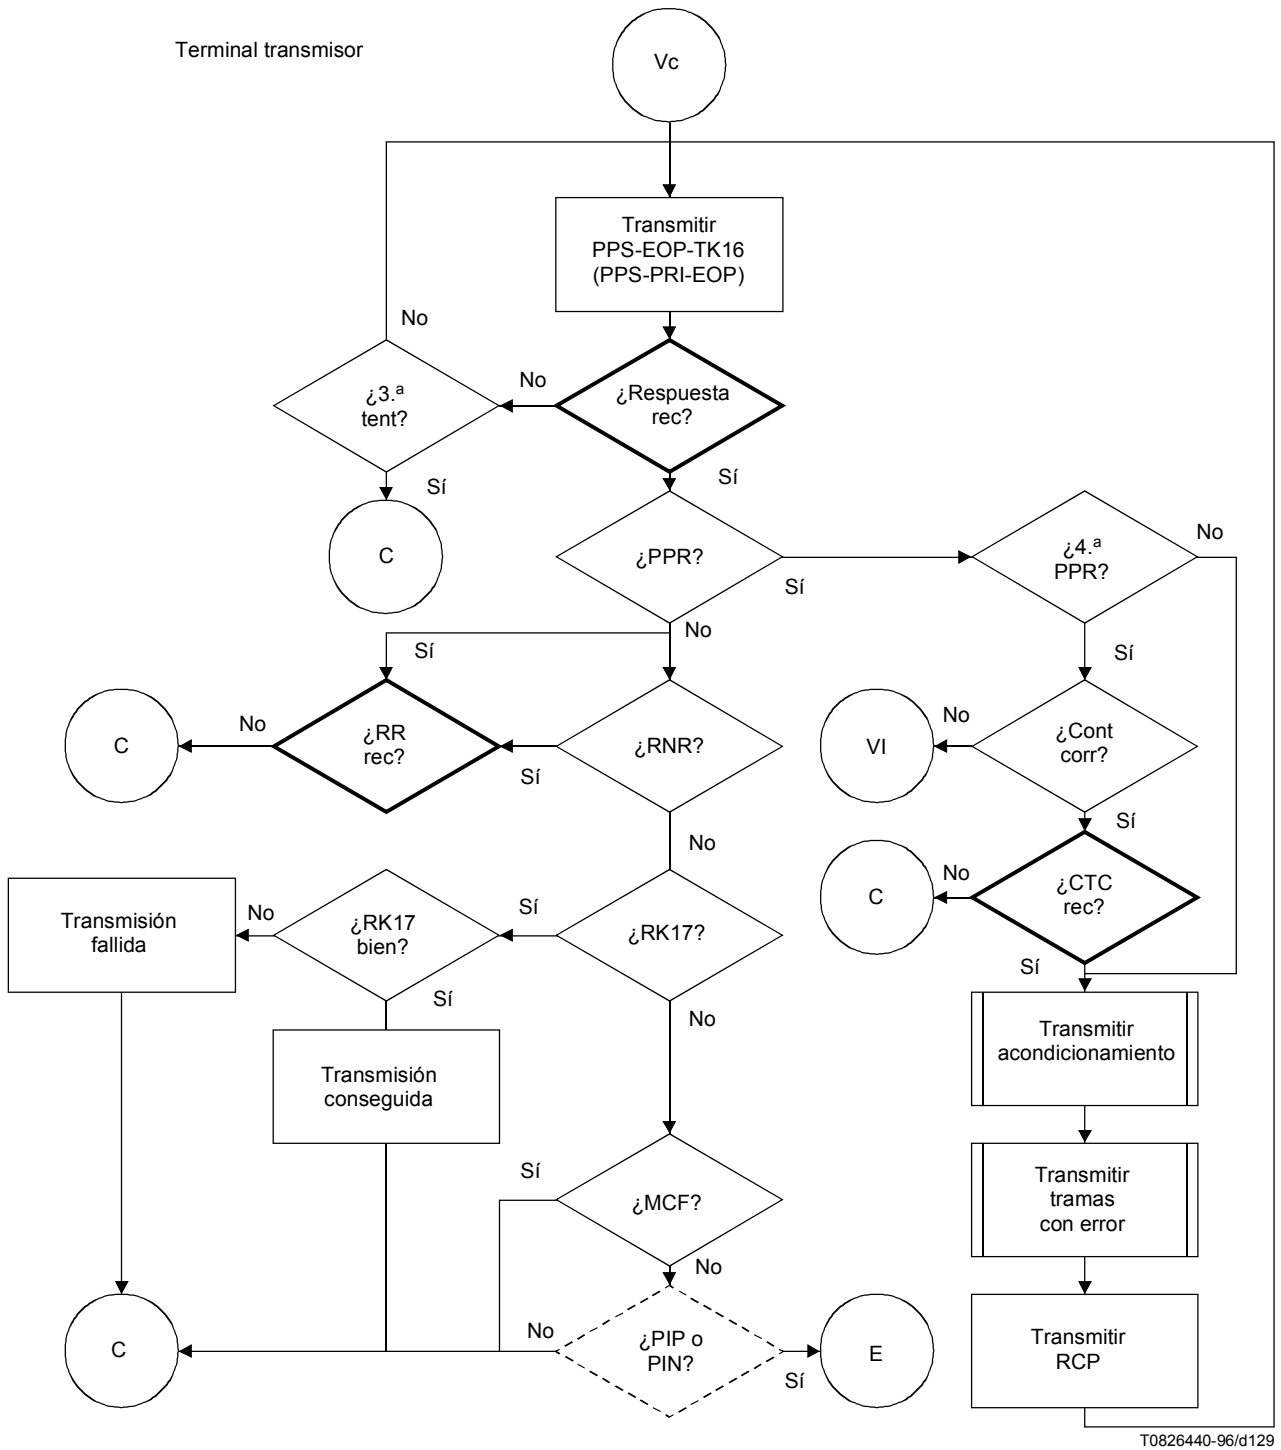 Terminal transmisor
Vc
Transmitir
PPS-EOP-TK16
(PPS-PRI-EOP)
No
¿3.ª
tent?
No
¿Respuesta
rec?
Sí
Sí
C
¿PPR?
Sí
¿4.ª
PPR?
No
No
Sí
Sí
C
No
¿RR
rec?
Sí
¿RNR?
VI
No
¿Cont
corr?
No
Sí
C
No
¿CTC
rec?
Transmisión
fallida
No
¿RK17
bien?
Sí
¿RK17?
Sí
Sí
No
Transmitir
acondicionamiento
Transmisión
conseguida
Sí
¿MCF?
Transmitir
tramas
con error
No
C
No
¿PIP o
PIN?
Sí
E
Transmitir
RCP
T0826440-96/d129